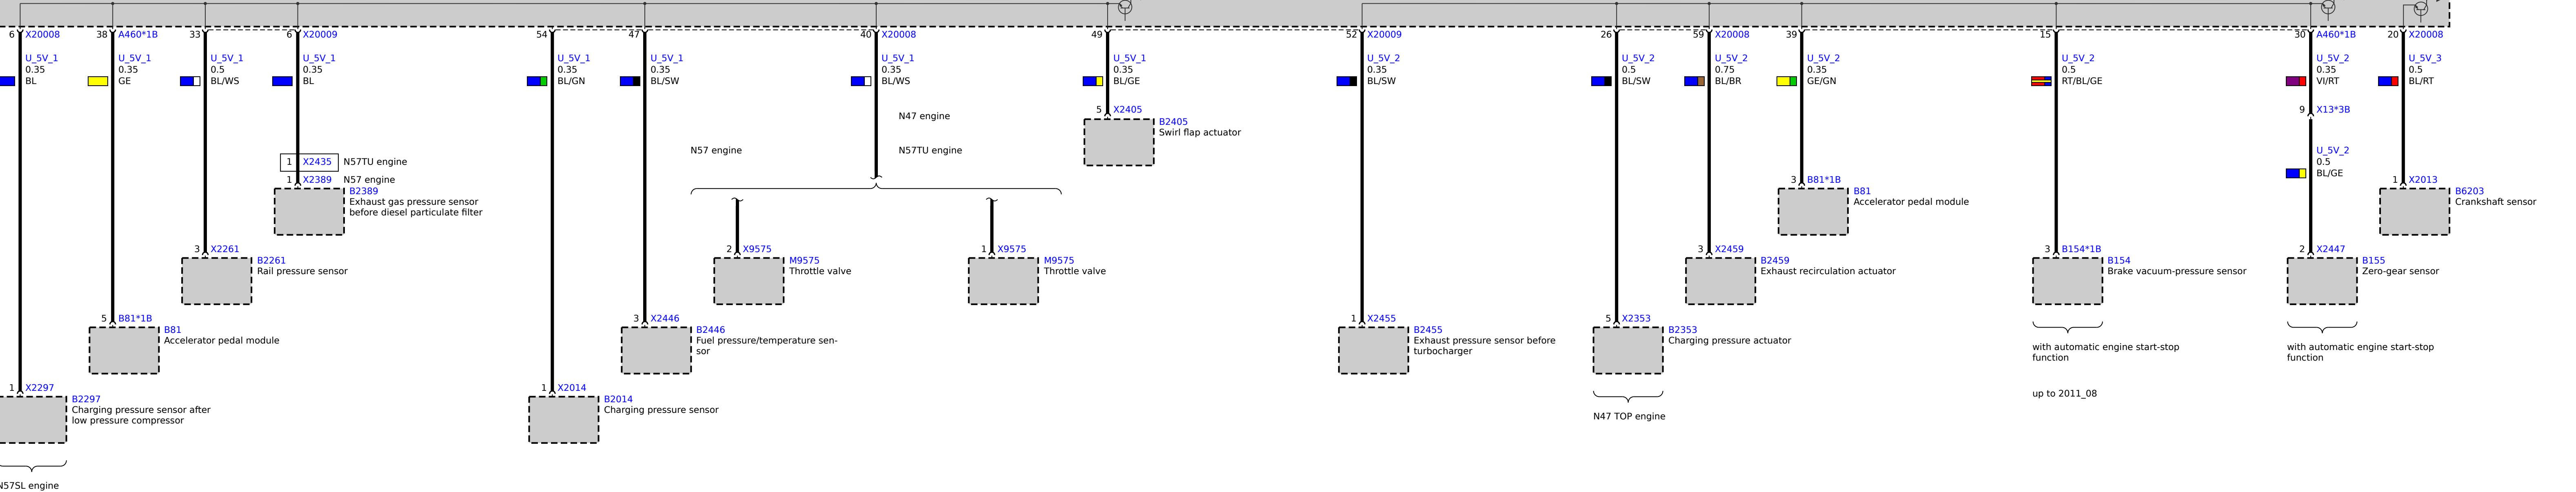 6 X20008
38 A460*1B
33
6 X20009
54
47
40 X20008
49
52 X20009
26
59 X20008
39
15
30 A460*1B
20 X20008
U_5V_1
0.35
BL
U_5V_1
0.35
GE
U_5V_1
0.5
BL/WS
U_5V_1
0.35
BL
U_5V_1
0.35
BL/GN
U_5V_1
0.35
BL/SW
U_5V_1
0.35
BL/WS
U_5V_1
0.35
BL/GE
U_5V_2
0.35
BL/SW
U_5V_2
0.5
BL/SW
U_5V_2
0.75
BL/BR
U_5V_2
0.35
GE/GN
U_5V_2
0.5
RT/BL/GE
U_5V_2
0.35
VI/RT
U_5V_3
0.5
BL/RT
N47 engine
5 X2405
9 X13*3B
B2405
Swirl flap actuator
N57 engine
N57TU engine
U_5V_2
0.5
BL/GE
1 X2435 N57TU engine
1 X2389 N57 engine
B2389
Exhaust gas pressure sensor
before diesel particulate filter
3 B81*1B
B81
Accelerator pedal module
1 X2013
B6203
Crankshaft sensor
3 X2261
B2261
Rail pressure sensor
2 X9575
M9575
Throttle valve
1 X9575
M9575
Throttle valve
3 X2459
B2459
Exhaust recirculation actuator
3 B154*1B
B154
Brake vacuum-pressure sensor
2 X2447
B155
Zero-gear sensor
5 B81*1B
B81
Accelerator pedal module
3 X2446
B2446
Fuel pressure/temperature sen-
sor
1 X2455
B2455
Exhaust pressure sensor before
turbocharger
5 X2353
B2353
Charging pressure actuator
with automatic engine start-stop
function
with automatic engine start-stop
function
1 X2297
B2297
Charging pressure sensor after
low pressure compressor
1 X2014
B2014
Charging pressure sensor
up to 2011_08
N47 TOP engine
N57SL engine